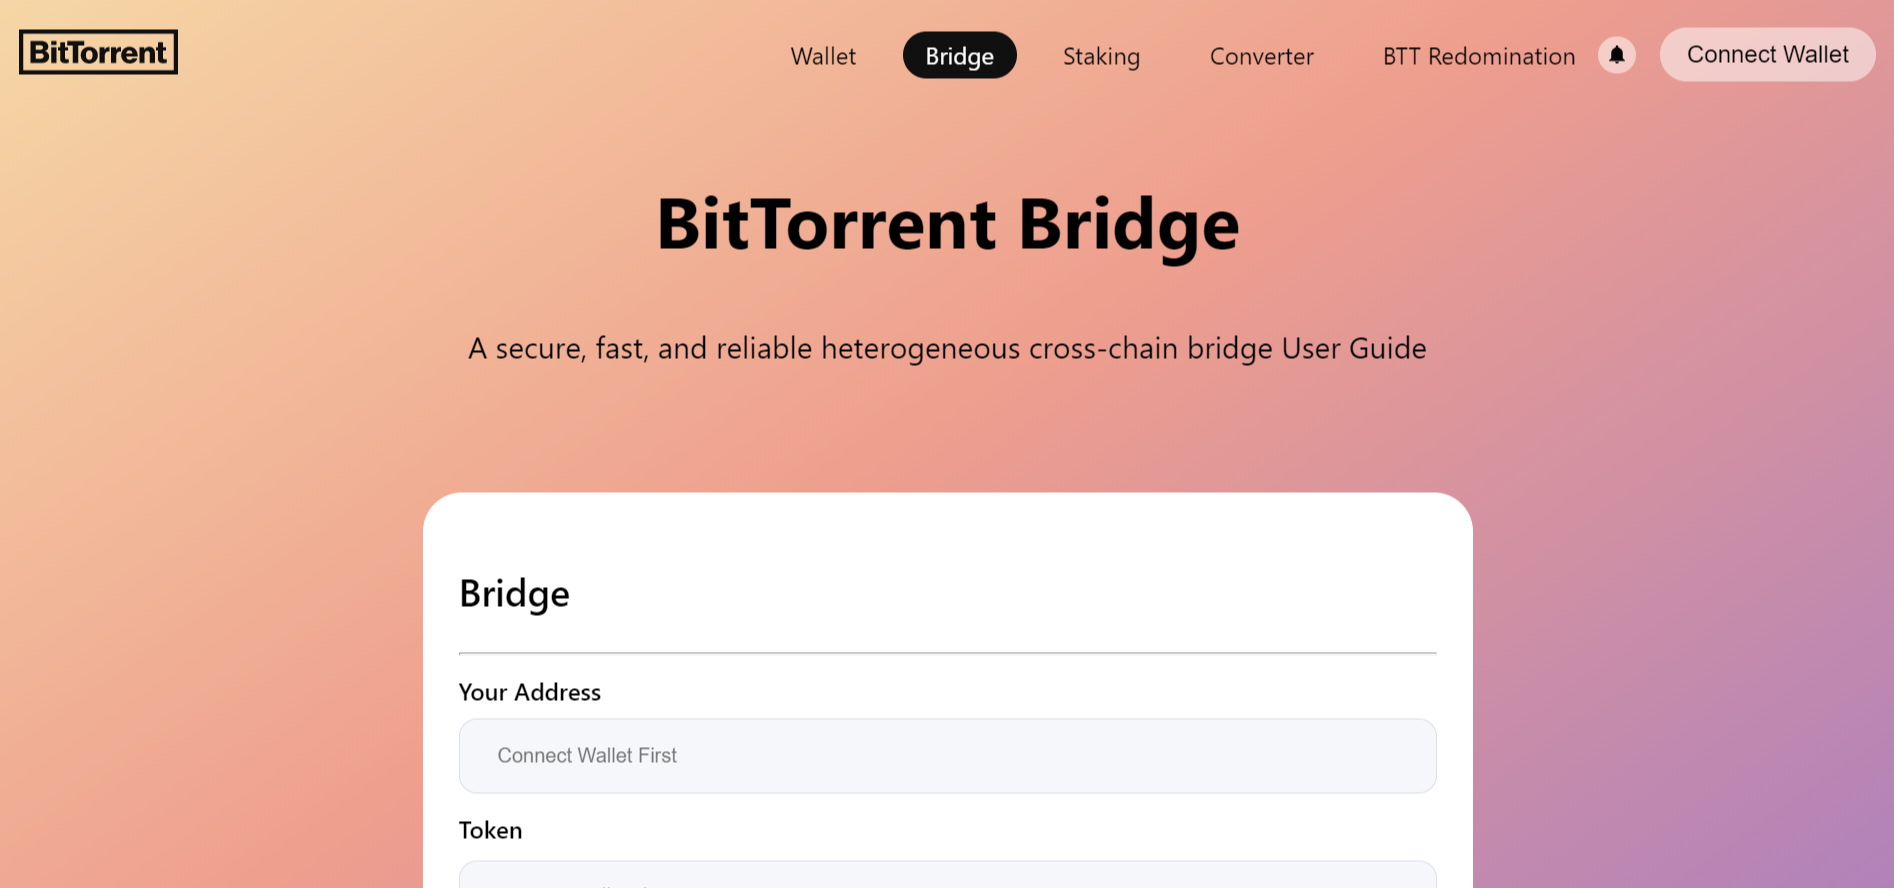 BitTorrent
Wallet Bridge Staking Converter BTT Redomination Connect Wallet
BitTorrent Bridge
A secure, fast, and reliable heterogeneous cross-chain bridge User Guide
Bridge
Your Address
Connect Wallet First
Token